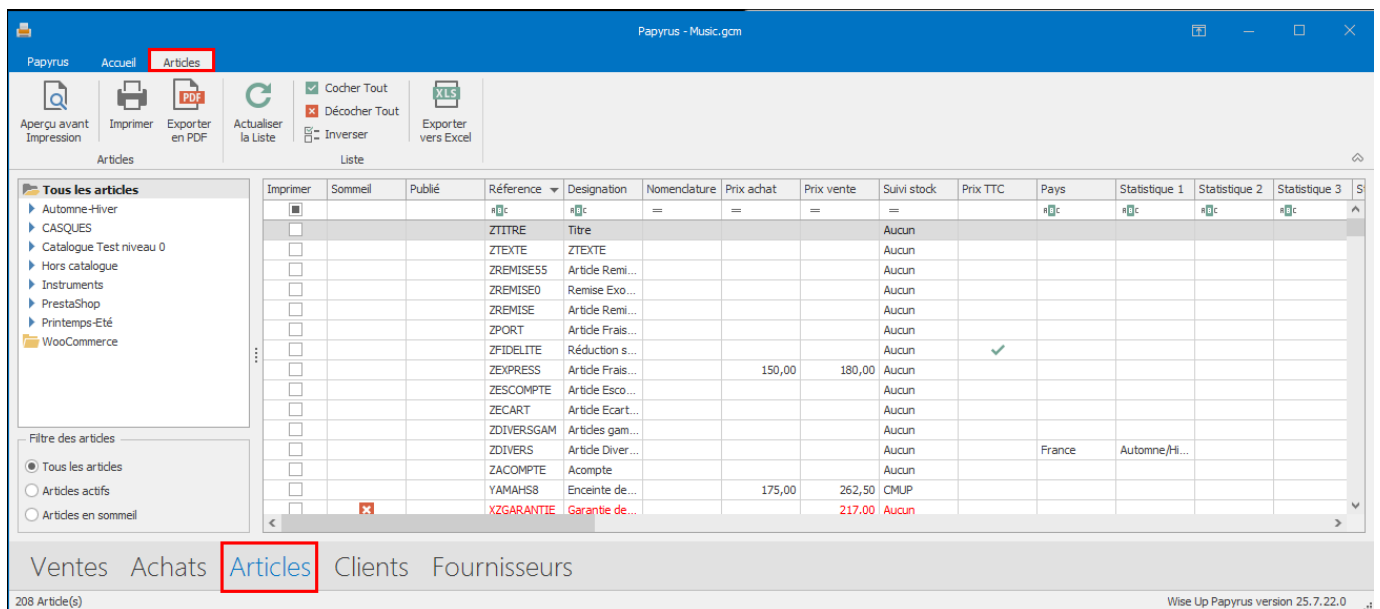 Papyrus - Music.gcm
Papyrus Accueil Articles
Aperçu avant Impression
Imprimer
Exporter en PDF
Actualiser la Liste
Cocher Tout
Décocher Tout
Inverser
Exporter vers Excel
Articles
Liste
Tous les articles
Automne-Hiver
CASQUES
Catalogue Test niveau 0
Hors catalogue
Instruments
PrestaShop
Printemps-Eté
WooCommerce
Filtre des articles
Tous les articles
Articles actifs
Articles en sommeil
Imprimer Sommeil Publié Réference Designation Nomenclature Prix achat Prix vente Suivi stock Prix TTC Pays Statistique 1 Statistique 2 Statistique 3 S
ZTITRE Titre Aucun
ZTEXTE ZTEXTE Aucun
ZREMISE55 Article Remi... Aucun
ZREMISE0 Remise Exo... Aucun
ZREMISE Article Remi... Aucun
ZPORT Article Frais... Aucun
ZFIDELITE Réduction s... Aucun
ZEXPRESS Article Frais... 150,00 180,00 Aucun
ZESCOMPTE Article Esco... Aucun
ZECART Article Ecart... Aucun
ZDIVERSGAM Articles gam... Aucun
ZDIVERS Article Diver... Aucun France Automne/Hi...
ZACOMPTE Acompte Aucun
YAMAHS8 Enceinte de... 175,00 262,50 CMUP
XZGARANTIE Garantie de... 217,00 Aucun
Ventes Achats Articles Clients Fournisseurs
208 Article(s)
Wise Up Papyrus version 25.7.22.0